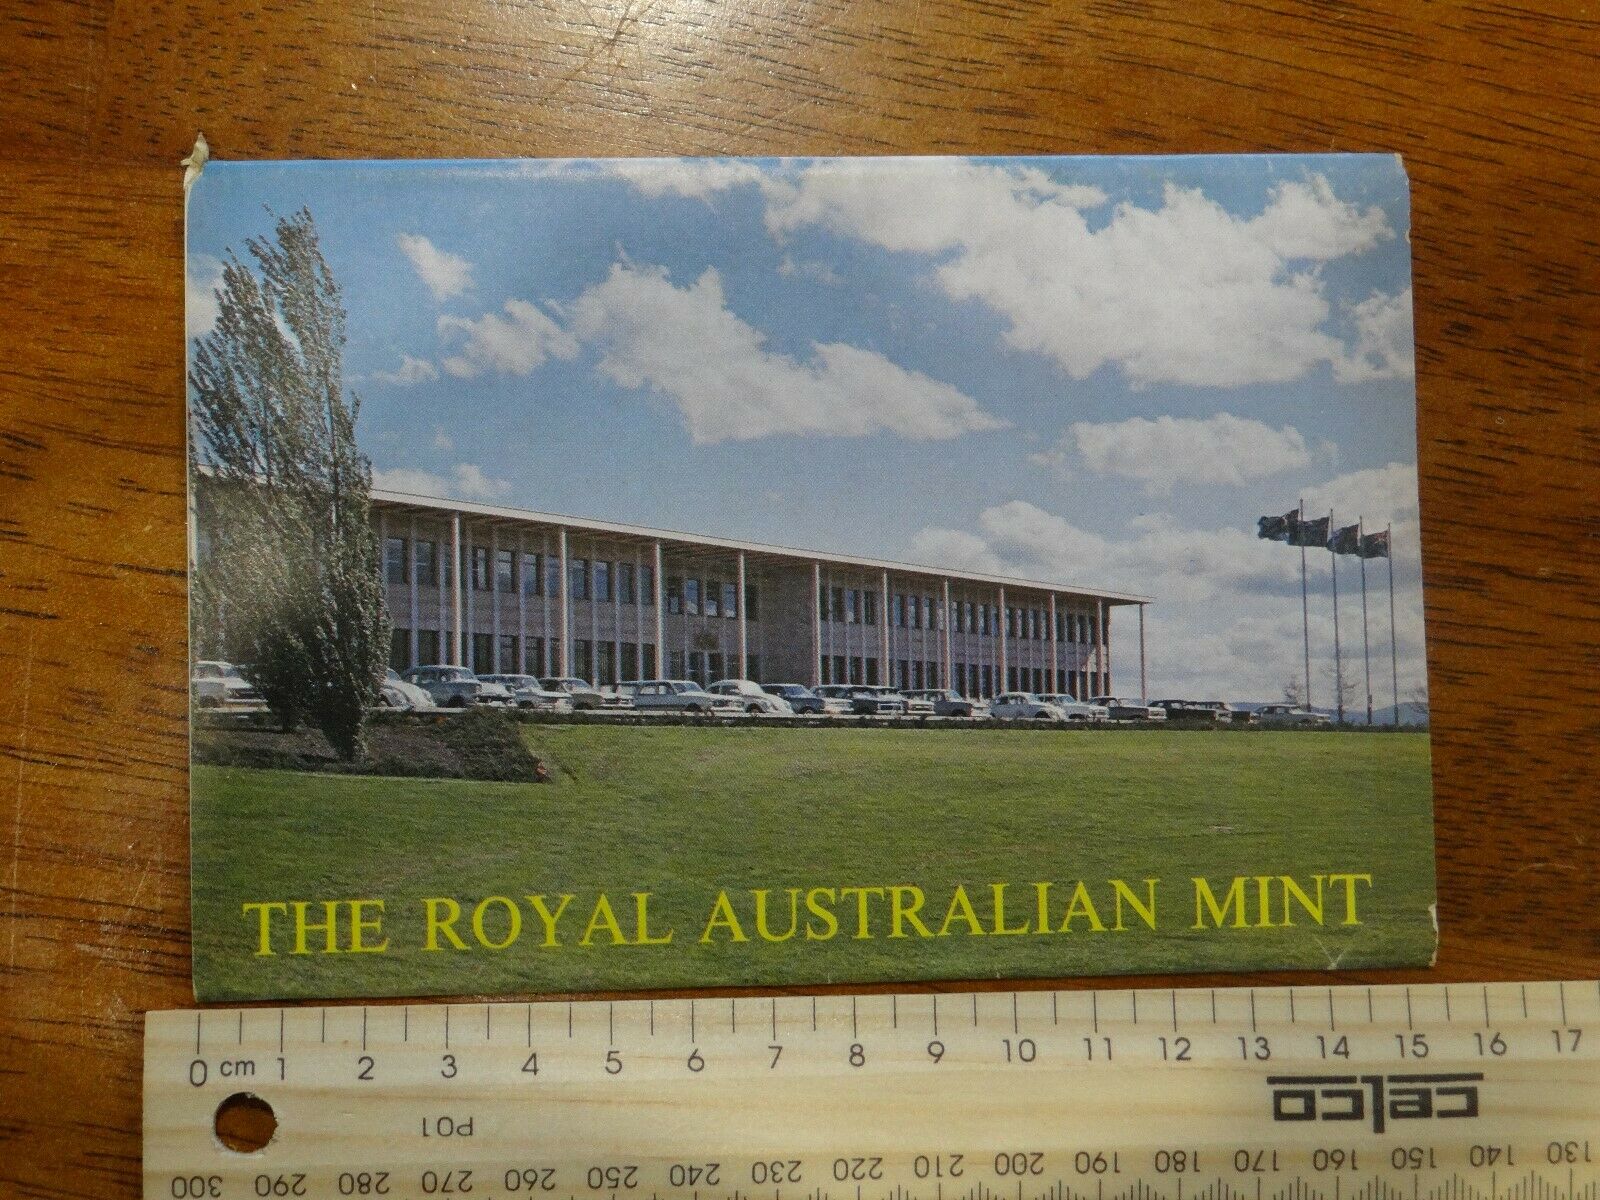 THE ROYAL AUSTRALIAN MINT
0 cm 1 2 3 4 5 6 7 8 9 10 11 12 13 14 15 16 17
celco
P01
300 290 280 270 260 250 240 230 220 210 200 190 180 170 160 150 140 130